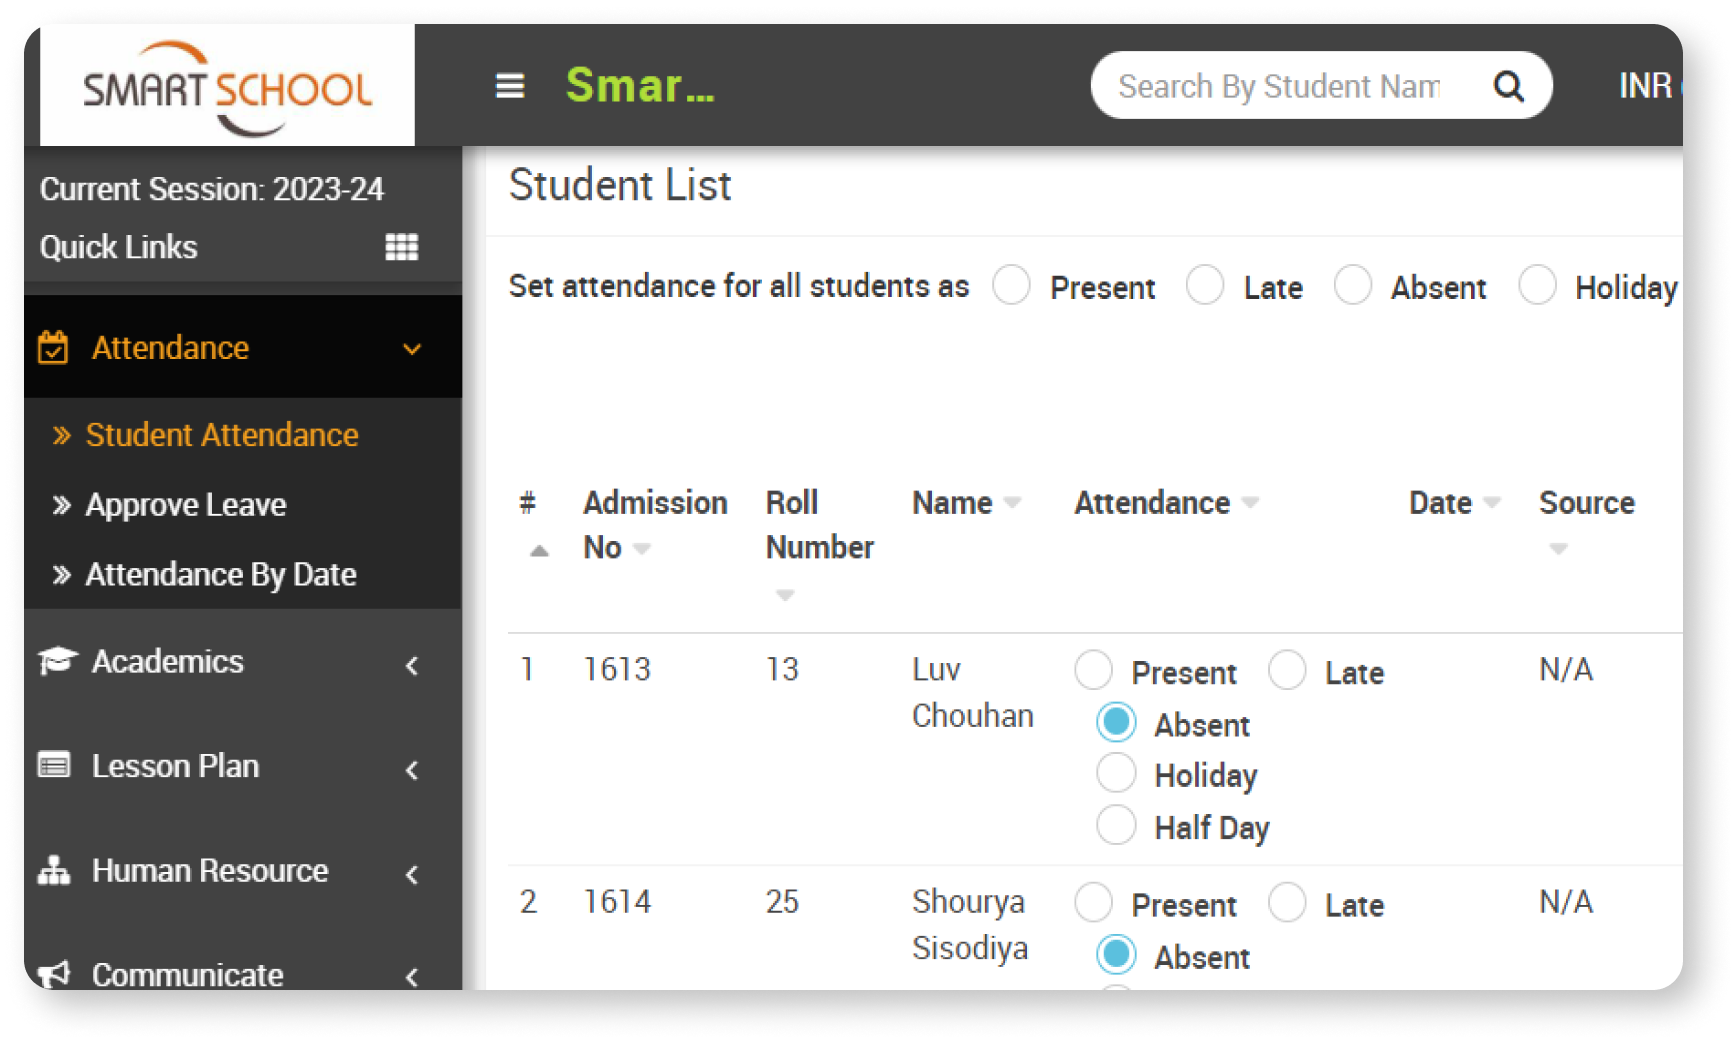 SMART SCHOOL
Smar...
Search By Student Nam
INR
Current Session: 2023-24
Quick Links
Attendance
Student Attendance
Approve Leave
Attendance By Date
Academics
Lesson Plan
Human Resource
Communicate
Student List
Set attendance for all students as Present Late Absent Holiday
# Admission No Roll Number Name Attendance Date Source
1 1613 13 Luv Chouhan Present Late N/A
Absent
Holiday
Half Day
2 1614 25 Shourya Sisodiya Present Late N/A
Absent